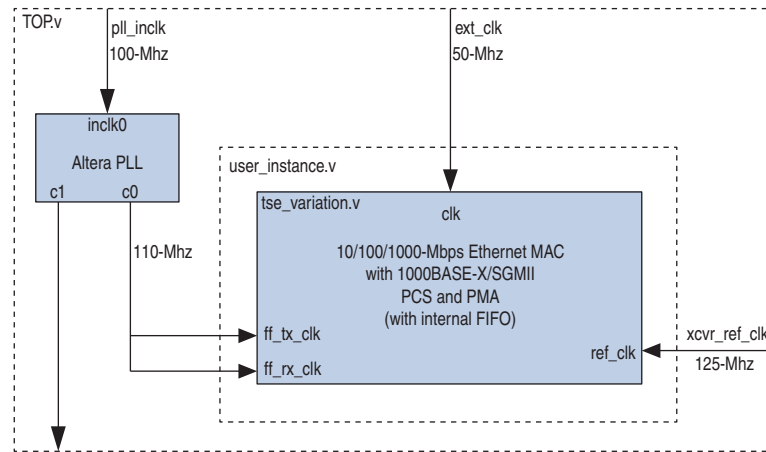 TOP.v
pll_inclk
100-Mhz
ext_clk
50-Mhz
inclk0
Altera PLL
c1
c0
user_instance.v
tse_variation.v
clk
110-Mhz
10/100/1000-Mbps Ethernet MAC
with 1000BASE-X/SGMII
PCS and PMA
(with internal FIFO)
ff_tx_clk
ff_rx_clk
ref_clk
xcvr_ref_clk
125-Mhz